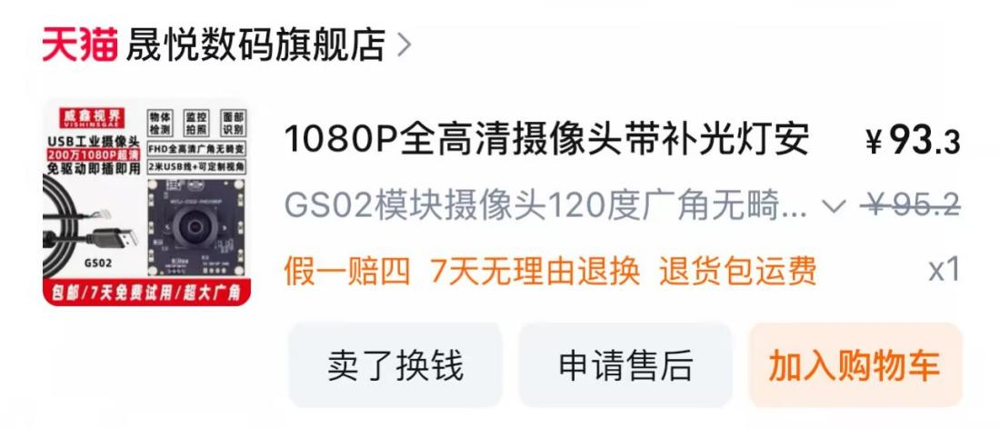 天猫 晟悦数码旗舰店
威鑫视界
VISHINSGAE
物体检测
监控拍照
面部识别
USB工业摄像头
200万1080P超清
免驱动即插即用
FHD全高清广角无畸变
2米USB线+可定制视角
GS02
包邮/7天免费试用/超大广角
1080P全高清摄像头带补光灯安
¥93.3
GS02模块摄像头120度广角无畸...
¥95.2
假一赔四 7天无理由退换 退货包运费
x1
卖了换钱
申请售后
加入购物车